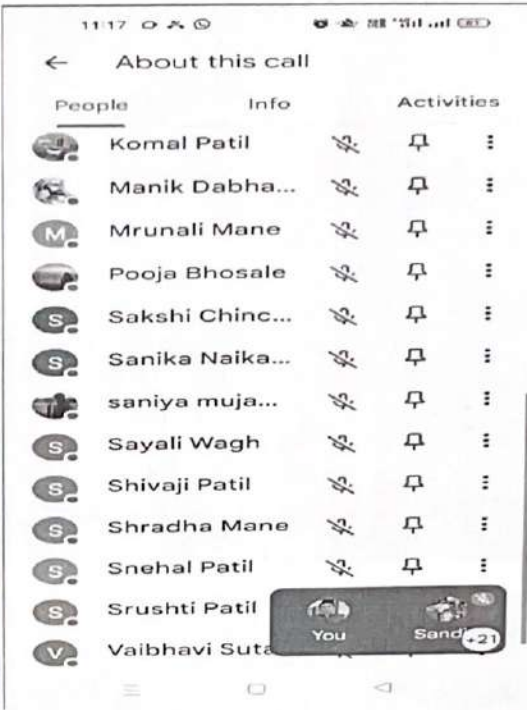 11:17
← About this call
People Info Activities
Komal Patil
Manik Dabha...
M Mrunali Mane
Pooja Bhosale
S Sakshi Chinc...
S Sanika Naika...
saniya muja...
S Sayali Wagh
S Shivaji Patil
S Shradha Mane
S Snehal Patil
S Srushti Patil
You Sandi +21
V Vaibhavi Suta